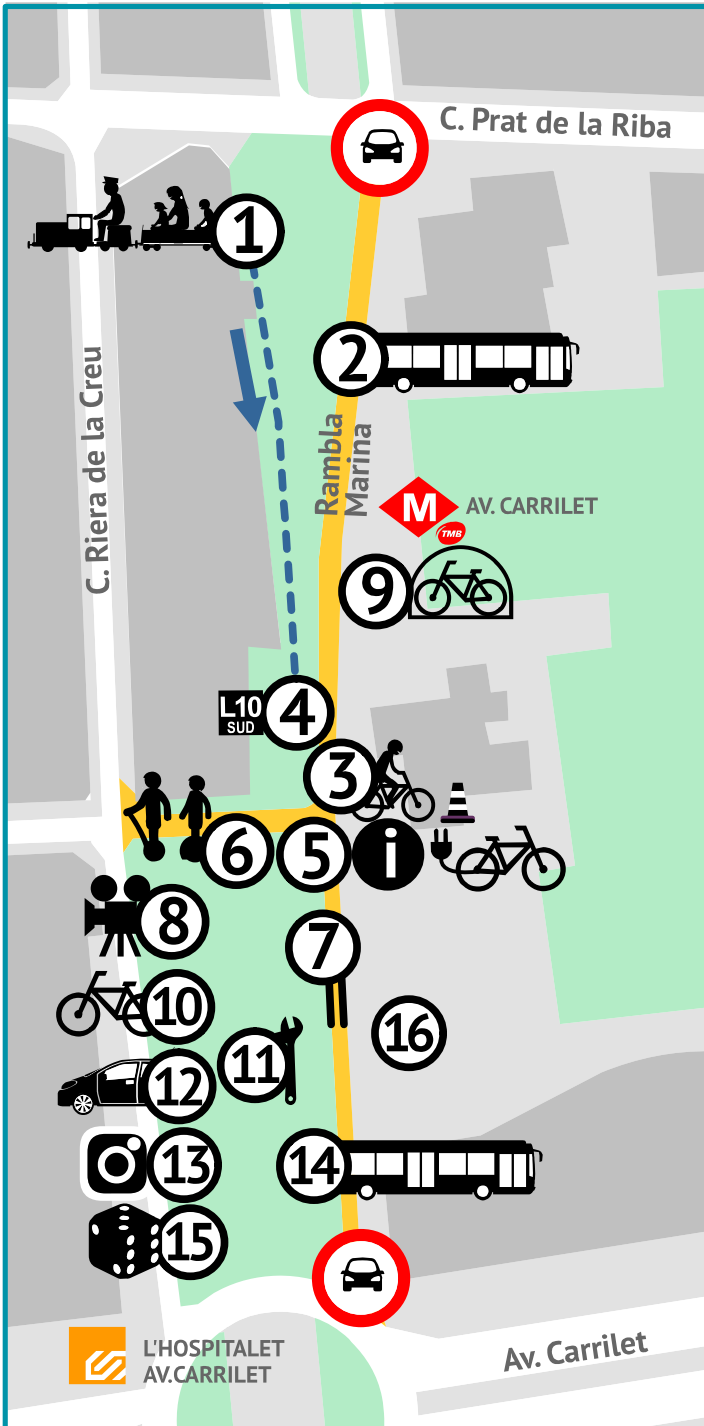 C. Prat de la Riba
1
2
C. Riera de la Creu
Rambla
Marina
M
AV. CARRILET
TMB
9
L10
SUD
4
3
6
5
i
8
7
10
16
11
12
13
14
15
L'HOSPITALET
AV.CARRILET
Av. Carrilet